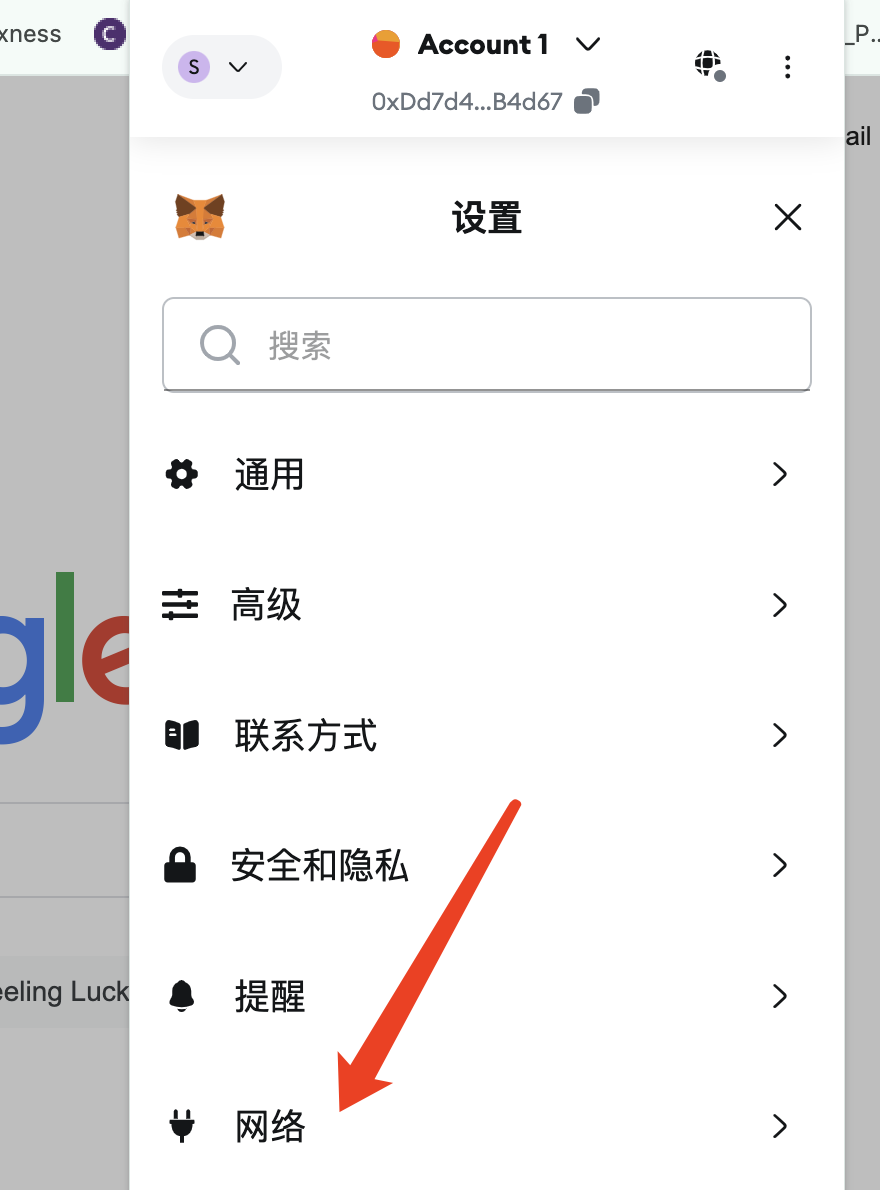 xness
C
S
Account 1
_P...
0xDd7d4...B4d67
ail
设置
搜索
通用
高级
gle
联系方式
安全和隐私
eeling Luck
提醒
网络